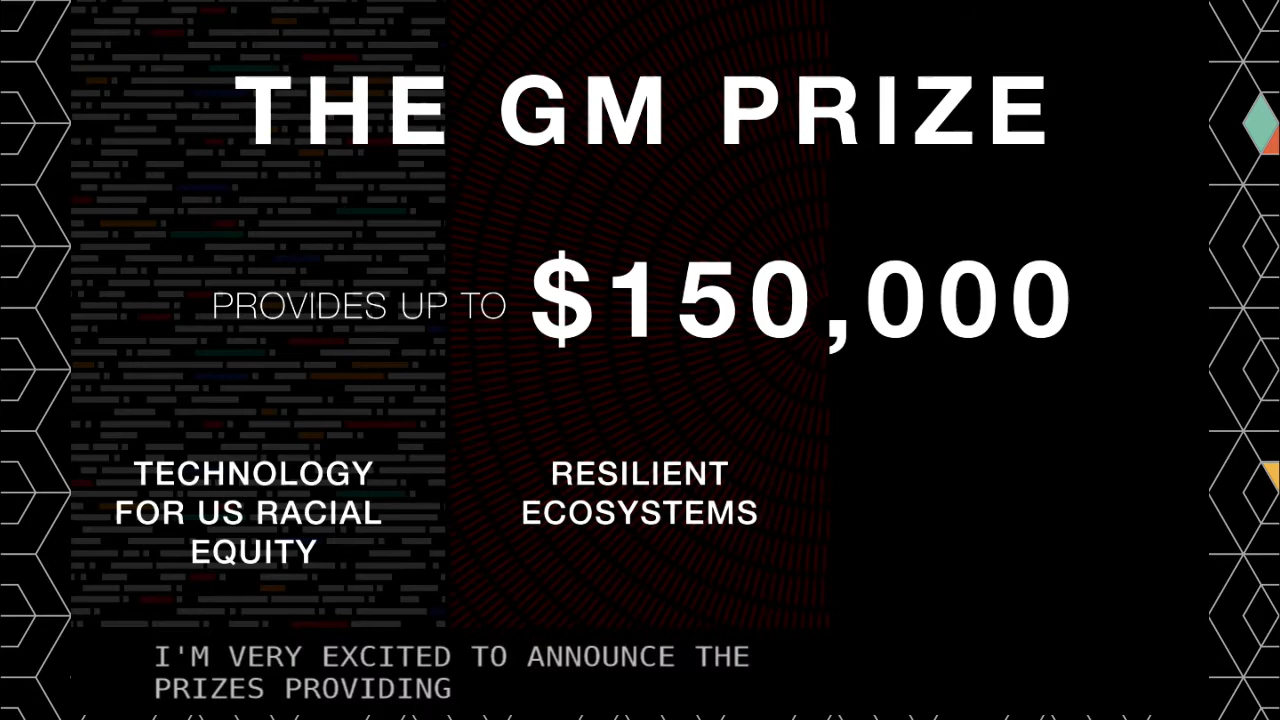 THE GM PRIZE
PROVIDES UP TO $150,000
TECHNOLOGY
FOR US RACIAL
EQUITY
RESILIENT
ECOSYSTEMS
I'M VERY EXCITED TO ANNOUNCE THE
PRIZES PROVIDING